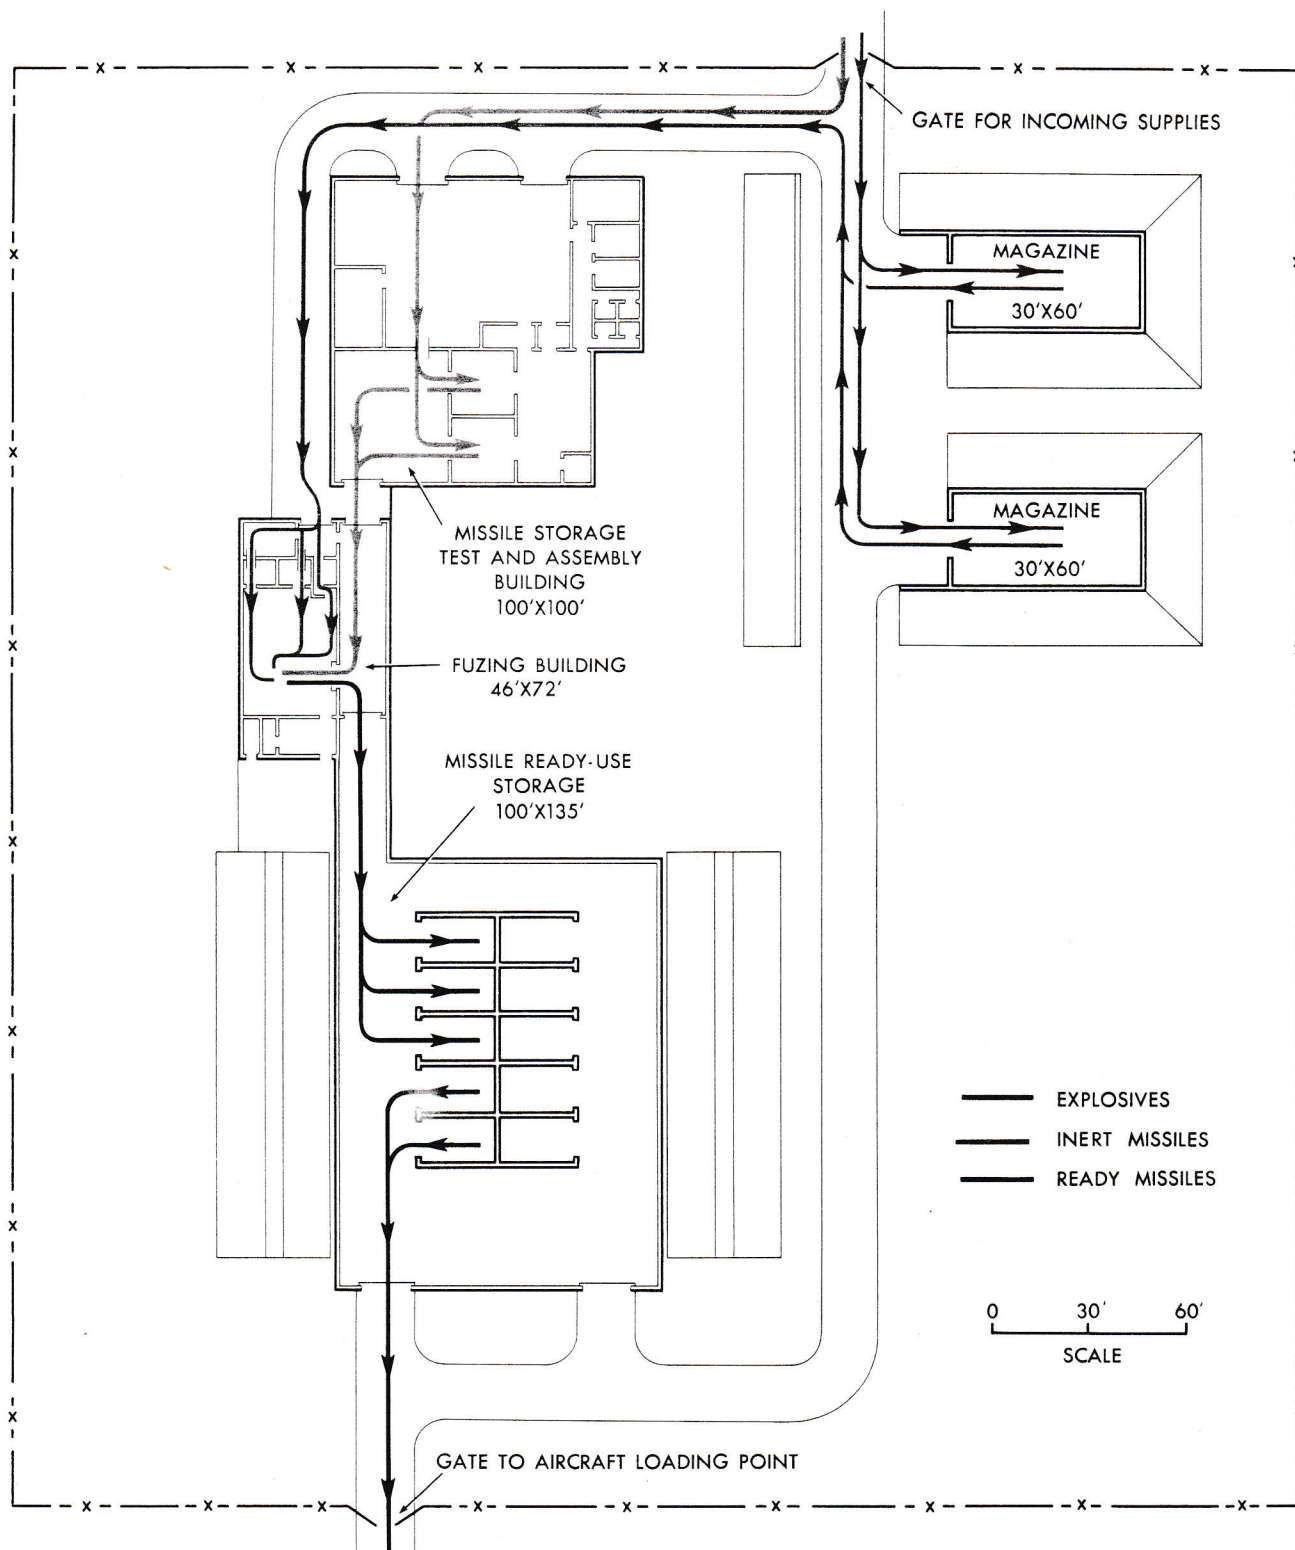 GATE FOR INCOMING SUPPLIES
MAGAZINE
30'X60'
MAGAZINE
30'X60'
MISSILE STORAGE
TEST AND ASSEMBLY
BUILDING
100'X100'
FUZING BUILDING
46'X72'
MISSILE READY-USE
STORAGE
100'X135'
EXPLOSIVES
INERT MISSILES
READY MISSILES
0 30' 60'
SCALE
GATE TO AIRCRAFT LOADING POINT